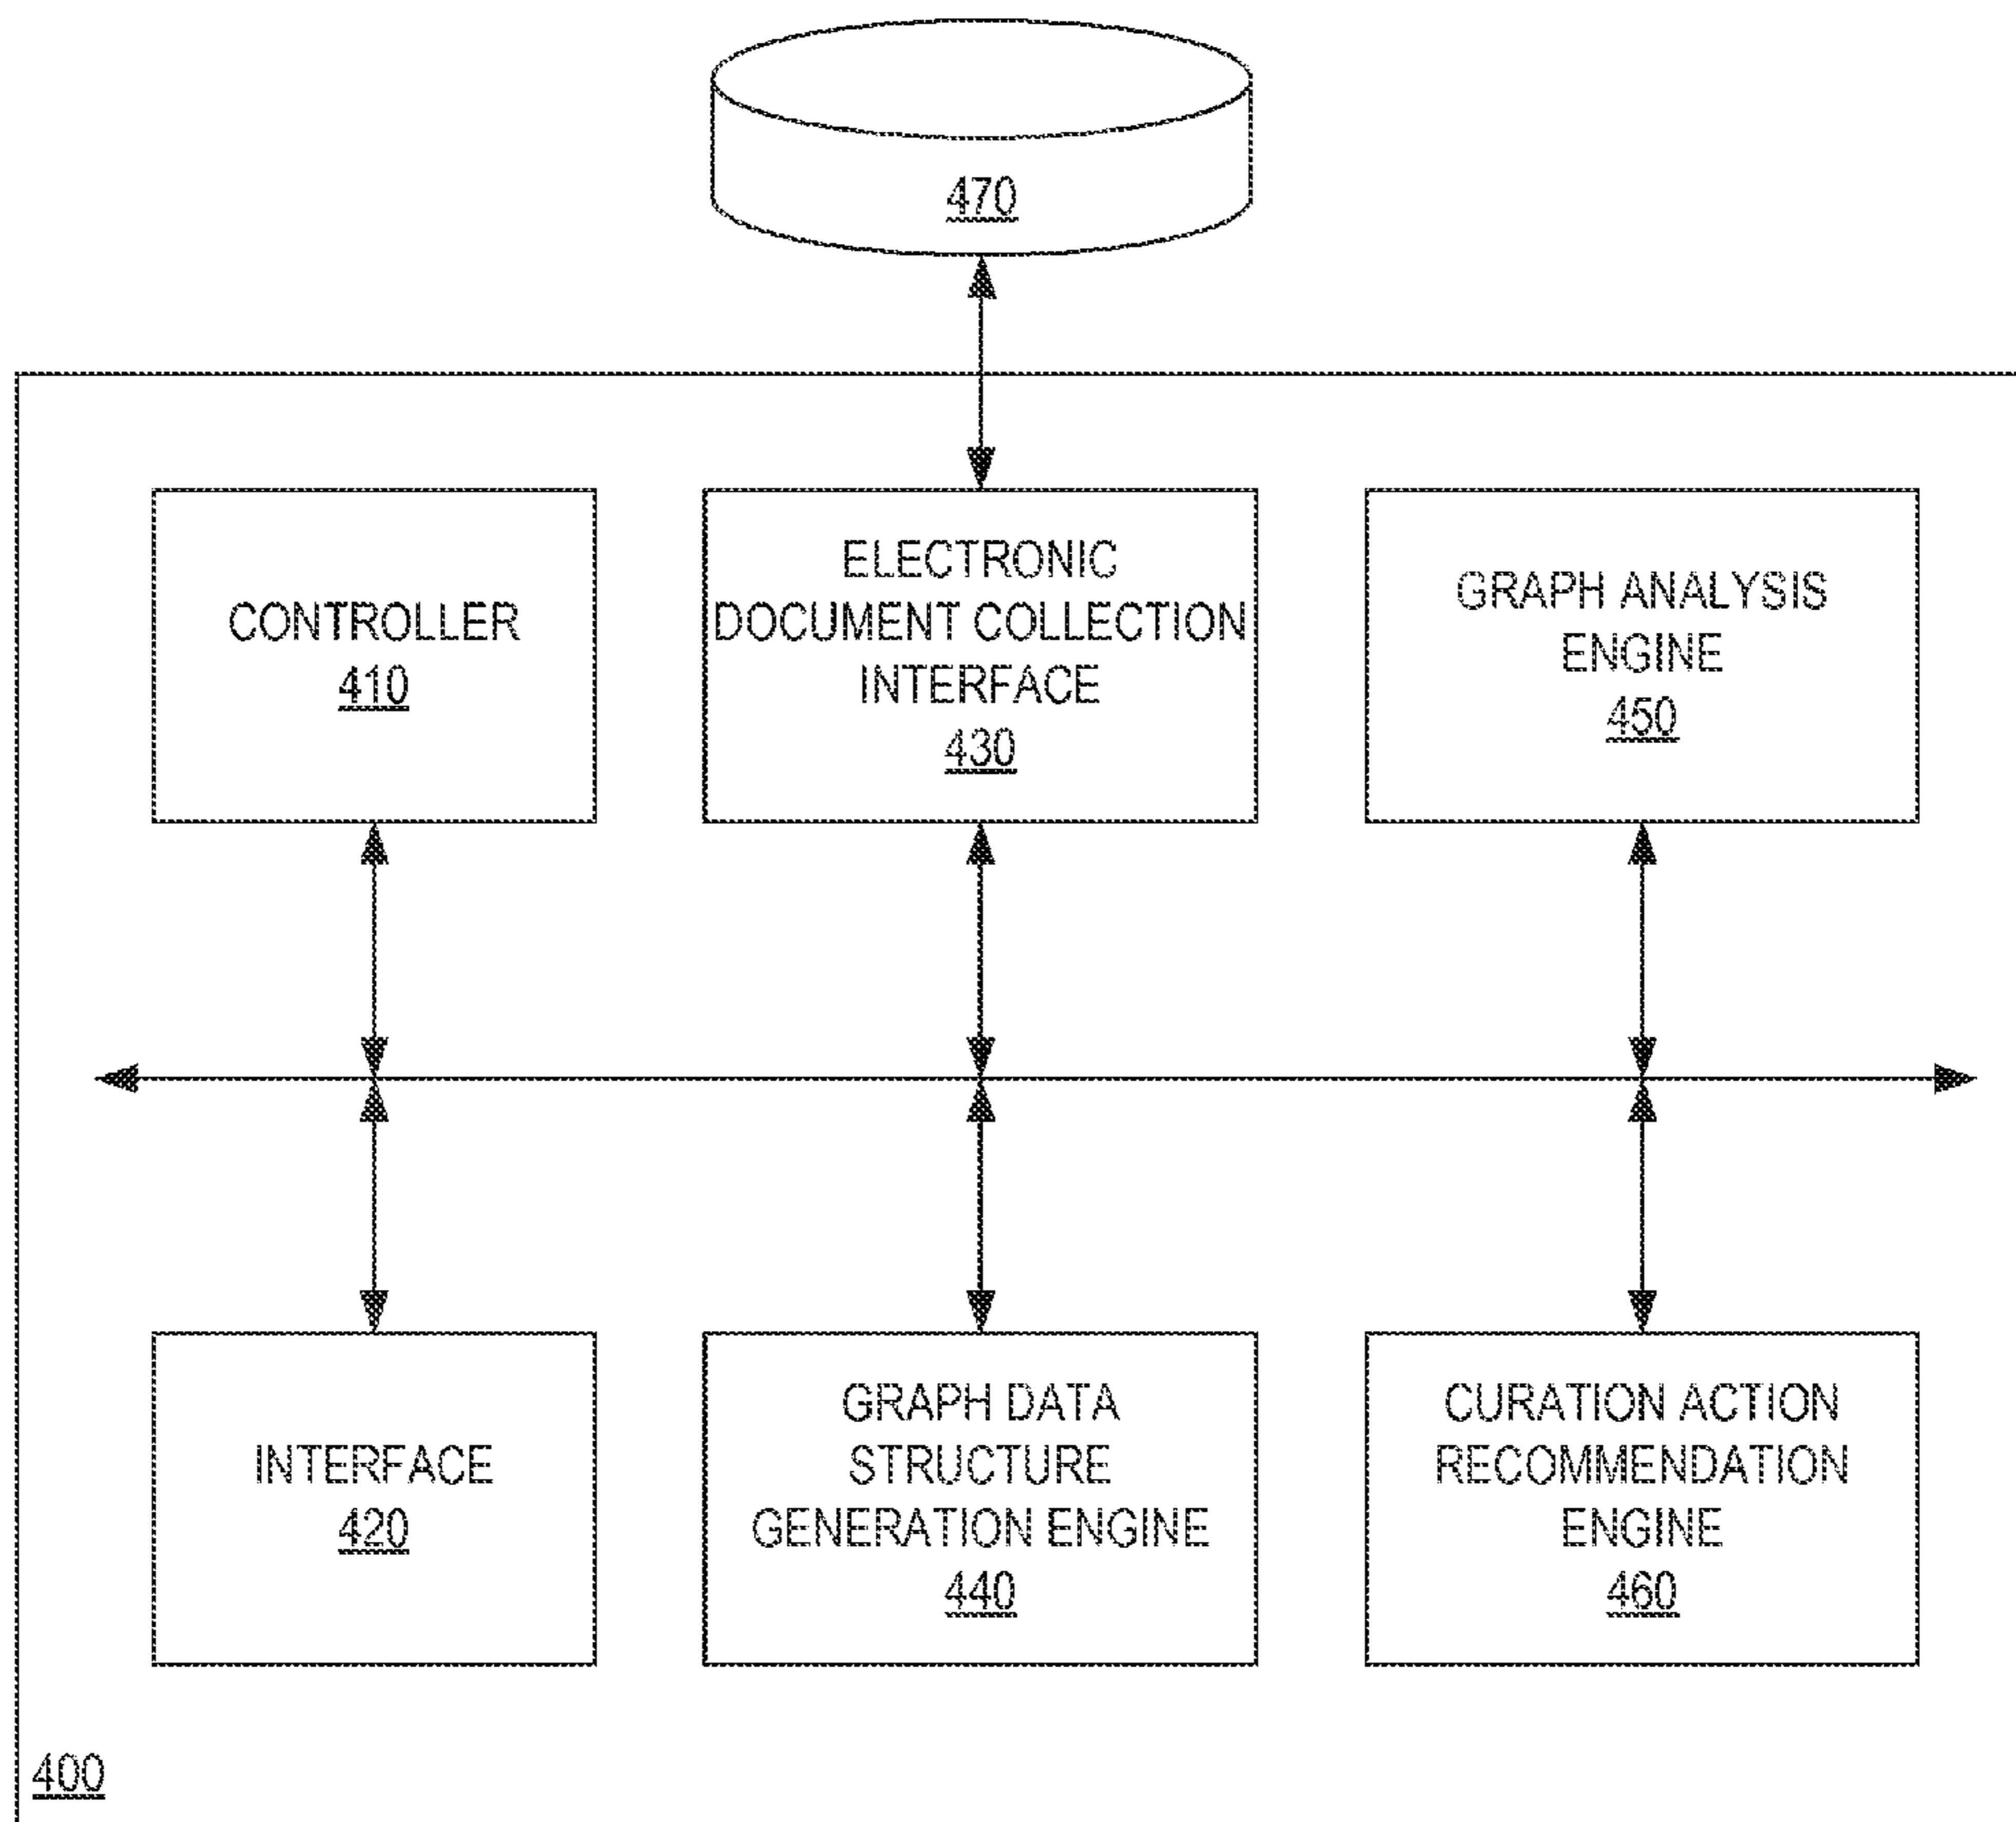 470
CONTROLLER
410
ELECTRONIC
DOCUMENT COLLECTION
INTERFACE
430
GRAPH ANALYSIS
ENGINE
450
INTERFACE
420
GRAPH DATA
STRUCTURE
GENERATION ENGINE
440
CURATION ACTION
RECOMMENDATION
ENGINE
460
400